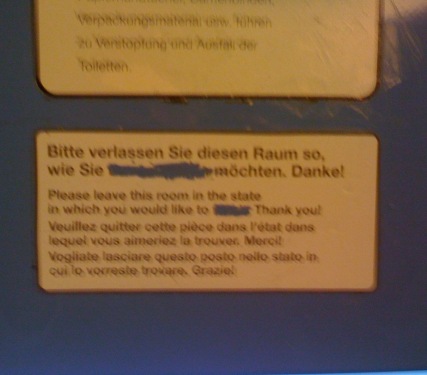 Verpackungsmaterial usw. führen
zu Verstopfung und Ausfall der
Toiletten.
Bitte verlassen Sie diesen Raum so,
wie Sie möchten. Danke!
Please leave this room in the state
in which you would like to Thank you!
Veuillez quitter cette pièce dans l'état dans
lequel vous aimeriez la trouver. Merci!
Vogliate lasciare questo posto nello stato in
cui lo vorreste trovare. Grazie!